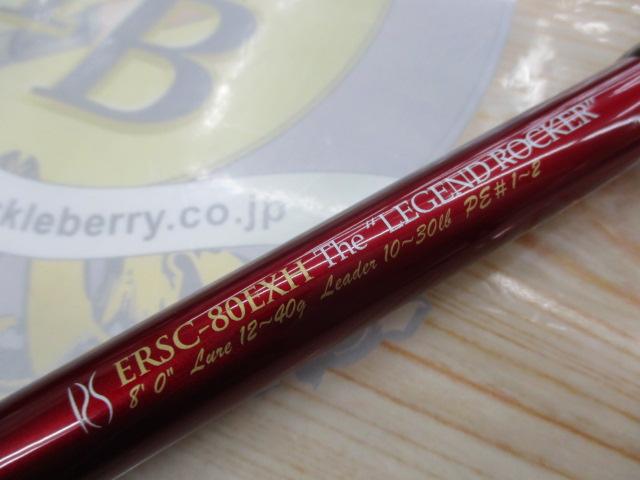 B
kleberry.co.jp
RS
ERSC-80EXH The "LEGEND ROCKER"
8' 0" Lure 12~40g Leader 10~30lb PE#1~2